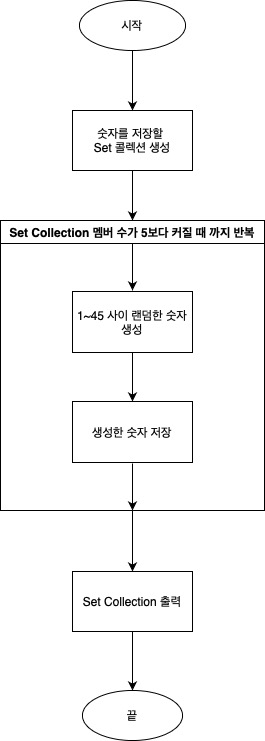 시작
숫자를 저장할
Set 콜렉션 생성
Set Collection 멤버 수가 5보다 커질 때 까지 반복
1~45 사이 랜덤한 숫자
생성
생성한 숫자 저장
Set Collection 출력
끝